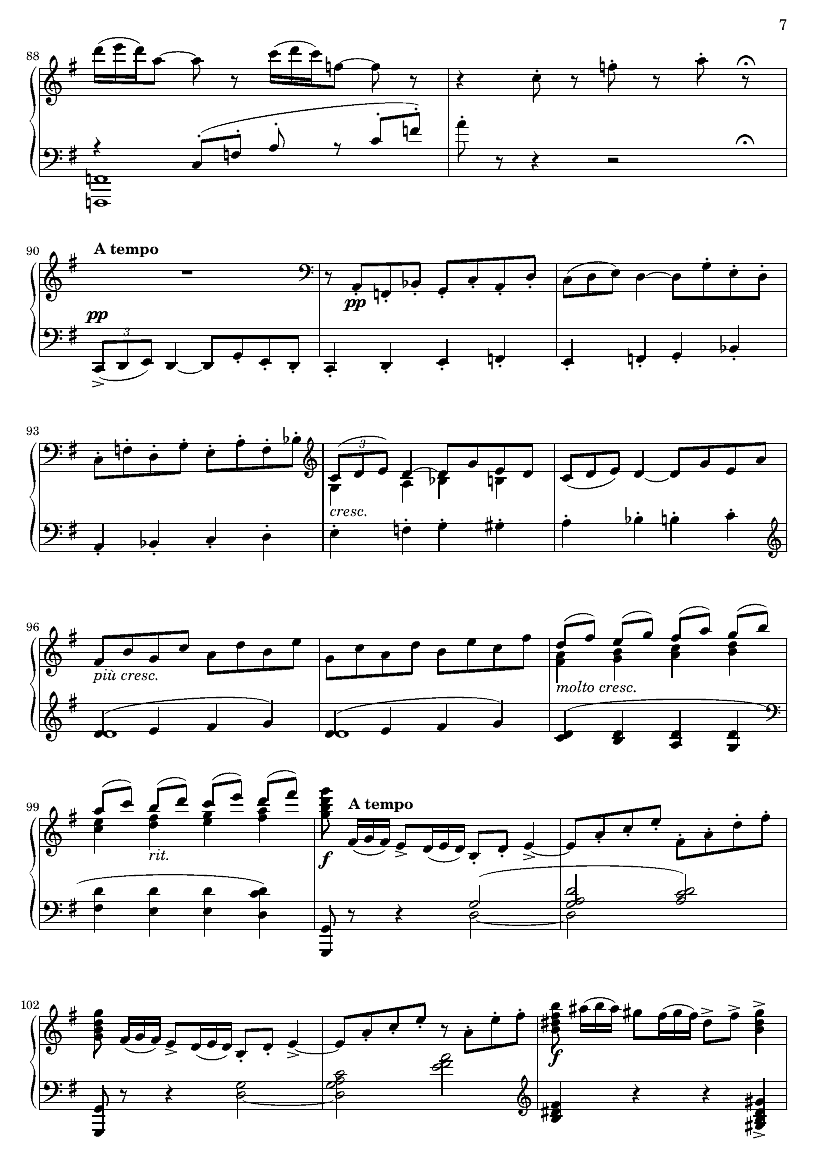 7
88
90
A tempo
pp
pp
3
93
3
cresc.
96
più cresc.
molto cresc.
99
A tempo
rit.
f
102
f